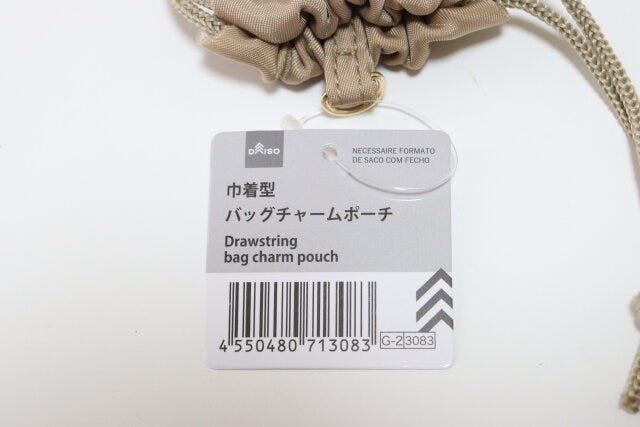 DAISO
NECESSAIRE FORMATO
DE SACO COM FECHO
巾着型
バッグチャームポーチ
Drawstring
bag charm pouch
4 550480 713083
G-2 3083